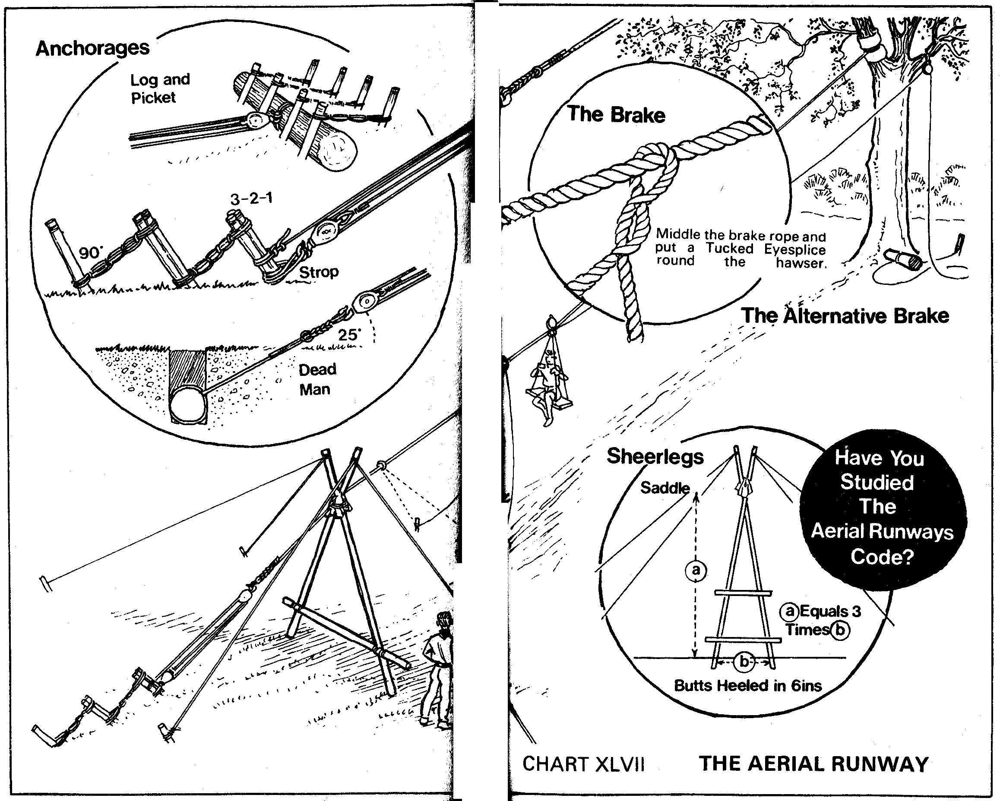 Anchorages
Log and
Picket
3-2-1
90°
Strop
25°
Dead
Man
The Brake
Middle the brake rope and
put a Tucked Eyesplice
round the hawser.
The Alternative Brake
Sheerlegs
Saddle
a
b
a Equals 3
Times b
Butts Heeled in 6ins
Have You
Studied
The
Aerial Runways
Code?
CHART XLVII
THE AERIAL RUNWAY